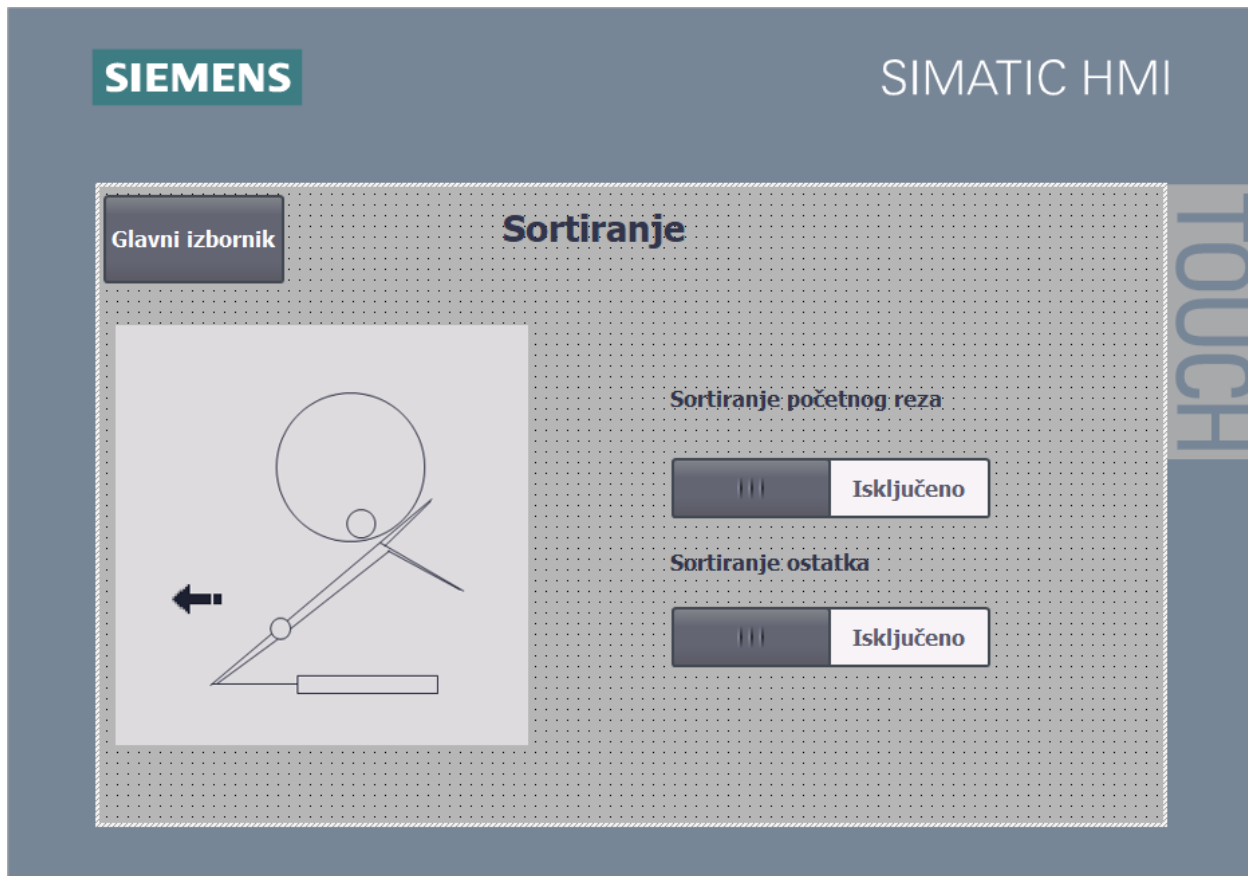 SIEMENS
SIMATIC HMI
TOUCH
Glavni izbornik
Sortiranje
Sortiranje početnog reza
Isključeno
Sortiranje ostatka
Isključeno